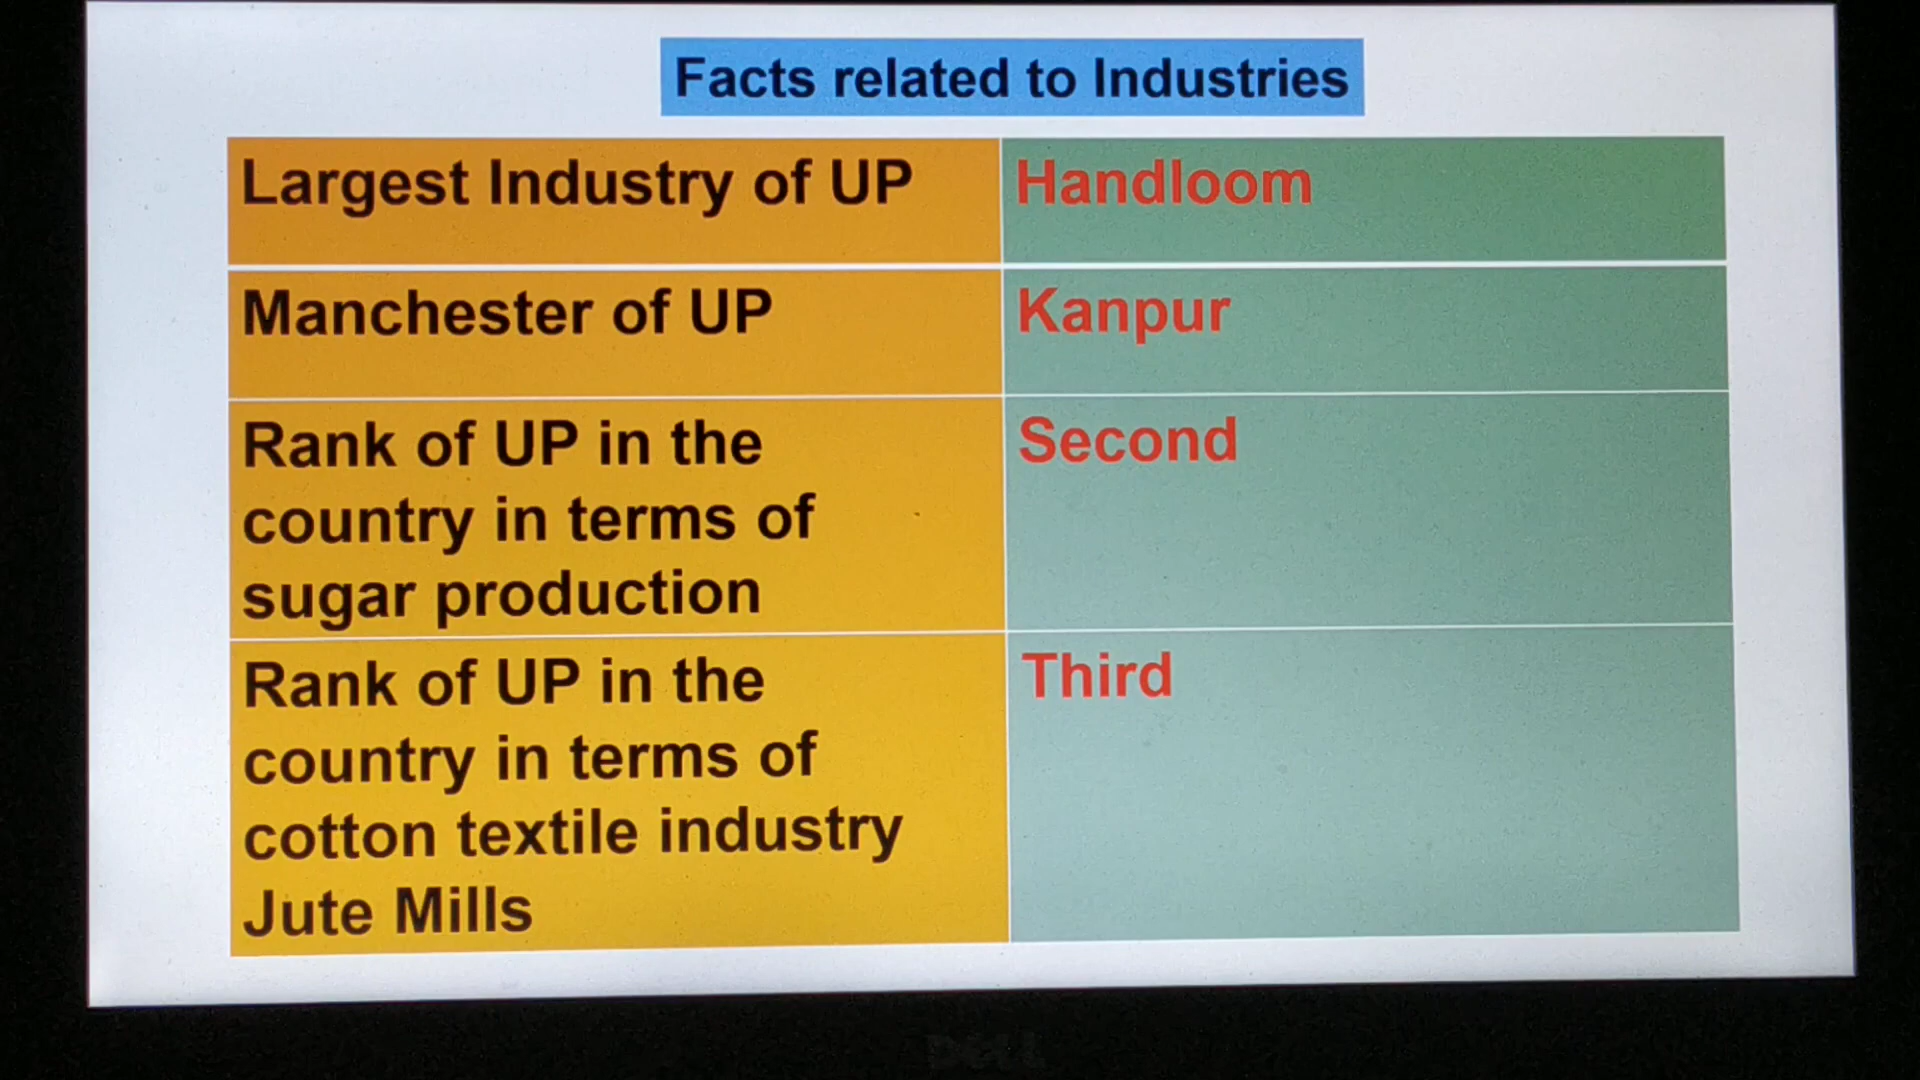 Facts related to Industries
Largest Industry of UP
Handloom
Manchester of UP
Kanpur
Rank of UP in the
country in terms of
sugar production
Second
Rank of UP in the
country in terms of
cotton textile industry
Jute Mills
Third
DELL